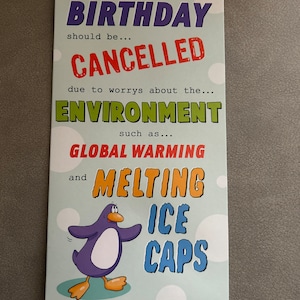 BIRTHDAY
should be...
CANCELLED
due to worrys about the...
ENVIRONMENT
such as...
GLOBAL WARMING
and MELTING
ICE
CAPS